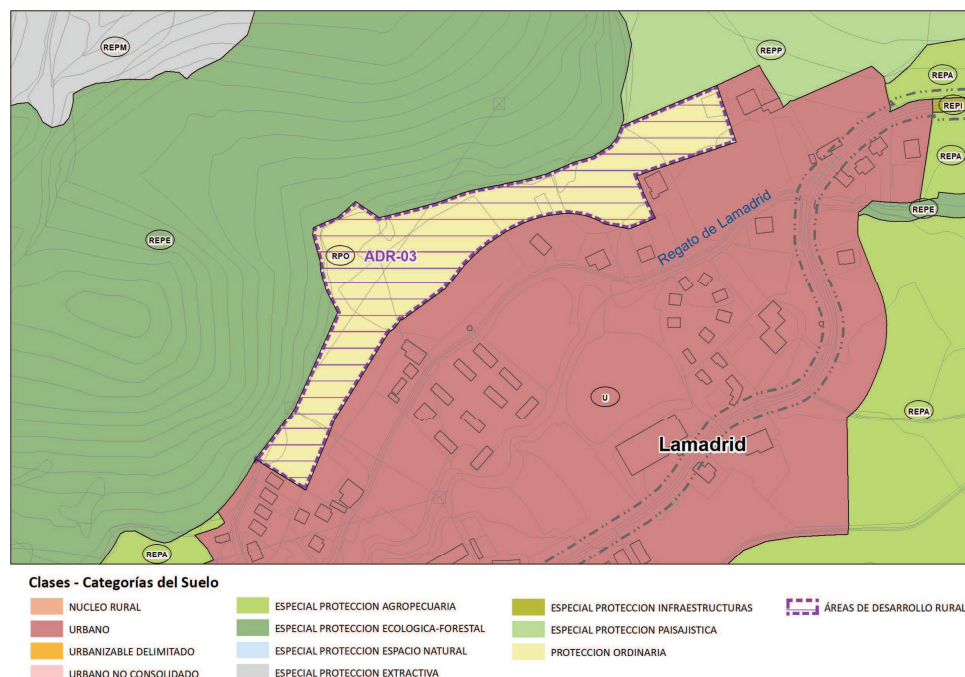 REPM
REPP
REPA
REPI
REPA
REPE
REPE
Regato de Lamadrid
RPO
ADR-03
U
REPA
Lamadrid
REPA
Clases - Categorías del Suelo
NUCLEO RURAL
URBANO
URBANIZABLE DELIMITADO
URBANO NO CONSOLIDADO
ESPECIAL PROTECCION AGROPECUARIA
ESPECIAL PROTECCION ECOLOGICA-FORESTAL
ESPECIAL PROTECCION ESPACIO NATURAL
ESPECIAL PROTECCION EXTRACTIVA
ESPECIAL PROTECCION INFRAESTRUCTURAS
ESPECIAL PROTECCION PAISAJISTICA
PROTECCION ORDINARIA
ÁREAS DE DESARROLLO RURAL